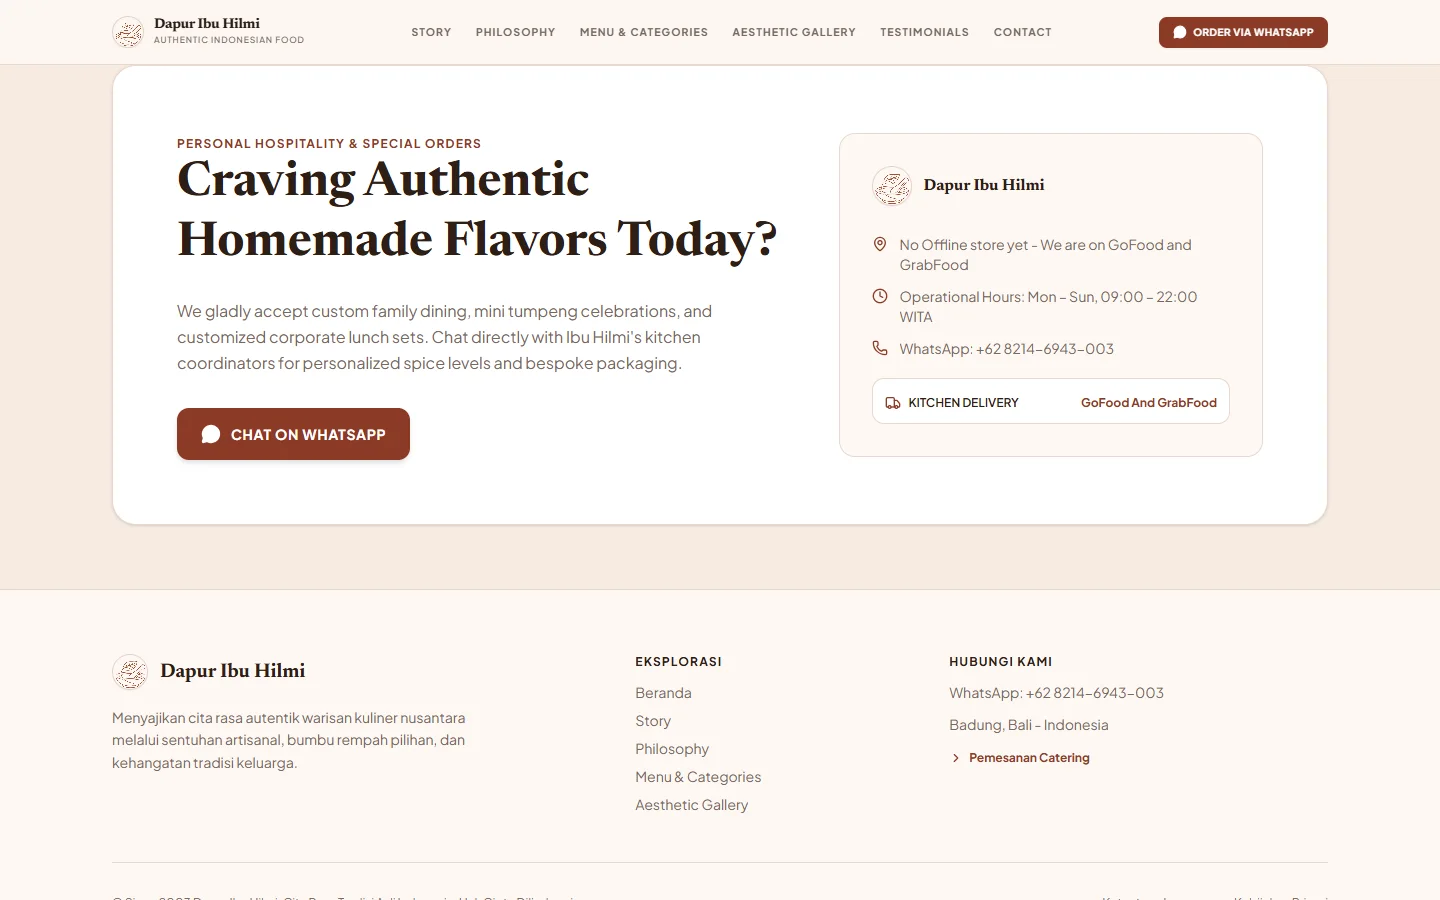 Dapur Ibu Hilmi
AUTHENTIC INDONESIAN FOOD
STORY
PHILOSOPHY
MENU & CATEGORIES
AESTHETIC GALLERY
TESTIMONIALS
CONTACT
ORDER VIA WHATSAPP
PERSONAL HOSPITALITY & SPECIAL ORDERS
Craving Authentic
Homemade Flavors Today?
We gladly accept custom family dining, mini tumpeng celebrations, and
customized corporate lunch sets. Chat directly with Ibu Hilmi's kitchen
coordinators for personalized spice levels and bespoke packaging.
CHAT ON WHATSAPP
Dapur Ibu Hilmi
No Offline store yet - We are on GoFood and
GrabFood
Operational Hours: Mon – Sun, 09:00 – 22:00
WITA
WhatsApp: +62 8214-6943-003
KITCHEN DELIVERY
GoFood And GrabFood
Dapur Ibu Hilmi
Menyajikan cita rasa autentik warisan kuliner nusantara
melalui sentuhan artisanal, bumbu rempah pilihan, dan
kehangatan tradisi keluarga.
EKSPLORASI
Beranda
Story
Philosophy
Menu & Categories
Aesthetic Gallery
HUBUNGI KAMI
WhatsApp: +62 8214-6943-003
Badung, Bali - Indonesia
Pemesanan Catering